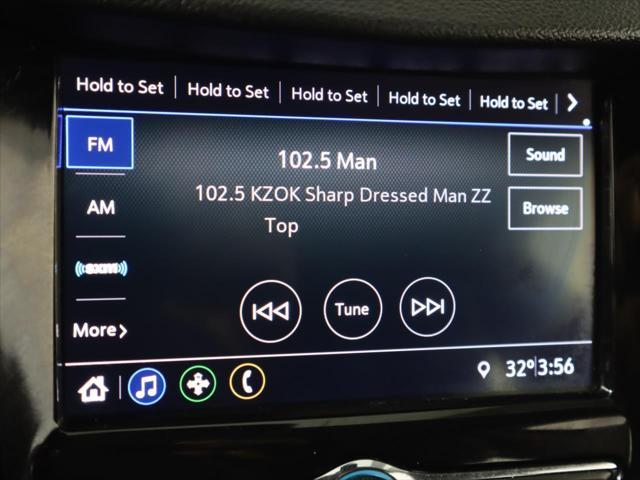 Hold to Set Hold to Set Hold to Set Hold to Set Hold to Set
FM
102.5 Man
Sound
102.5 KZOK Sharp Dressed Man ZZ
Top
AM
Browse
((SXM))
Tune
More
32° 3:56